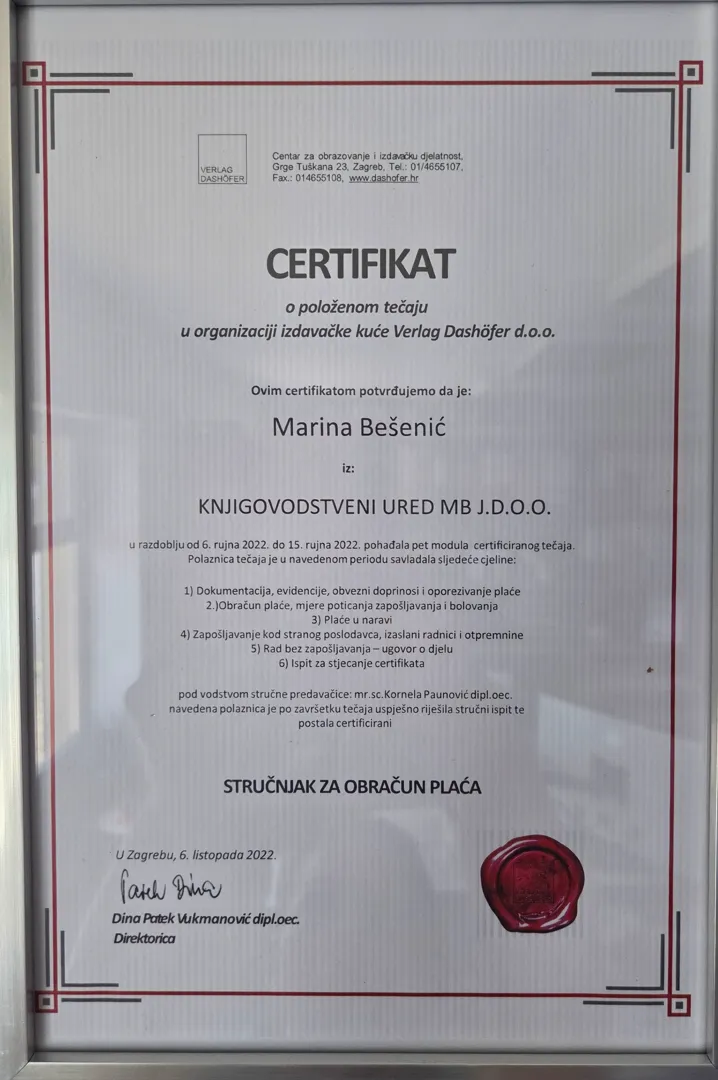 VERLAG
DASHÖFER
Centar za obrazovanje i izdavačku djelatnost,
Grge Tuškana 23, Zagreb, Tel.: 01/4655107,
Fax.: 014655108, www.dashofer.hr
CERTIFIKAT
o položenom tečaju
u organizaciji izdavačke kuće Verlag Dashöfer d.o.o.
Ovim certifikatom potvrđujemo da je:
Marina Bešenić
iz:
KNJIGOVODSTVENI URED MB J.D.O.O.
u razdoblju od 6. rujna 2022. do 15. rujna 2022. pohađala pet modula certificiranog tečaja.
Polaznica tečaja je u navedenom periodu savladala sljedeće cjeline:
1) Dokumentacija, evidencije, obvezni doprinosi i oporezivanje plaće
2.)Obračun plaće, mjere poticanja zapošljavanja i bolovanja
3) Plaće u naravi
4) Zapošljavanje kod stranog poslodavca, izaslani radnici i otpremnine
5) Rad bez zapošljavanja – ugovor o djelu
6) Ispit za stjecanje certifikata
pod vodstvom stručne predavačice: mr.sc.Kornela Paunović dipl.oec.
navedena polaznica je po završetku tečaja uspješno riješila stručni ispit te
postala certificirani
STRUČNJAK ZA OBRAČUN PLAĆA
U Zagrebu, 6. listopada 2022.
Patek Dina
Dina Patek Vukmanović dipl.oec.
Direktorica